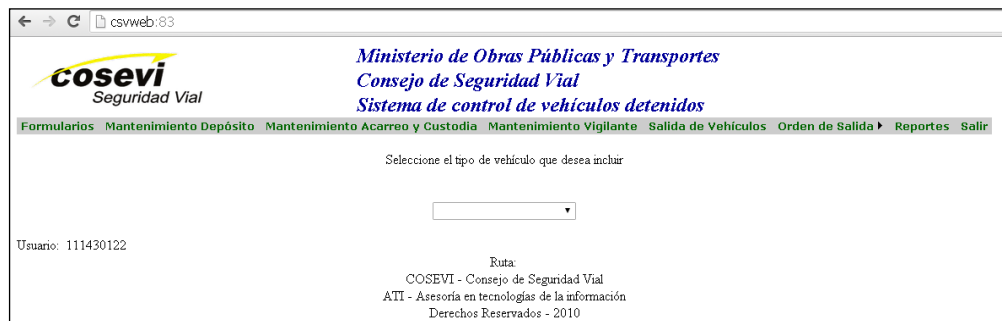 csvweb:83
cosevi
Seguridad Vial
Ministerio de Obras Públicas y Transportes
Consejo de Seguridad Vial
Sistema de control de vehículos detenidos
Formularios Mantenimiento Depósito Mantenimiento Acarreo y Custodia Mantenimiento Vigilante Salida de Vehículos Orden de Salida Reportes Salir
Seleccione el tipo de vehículo que desea incluir
Usuario: 111430122
Ruta:
COSEVI - Consejo de Seguridad Vial
ATI - Asesoría en tecnologías de la información
Derechos Reservados - 2010